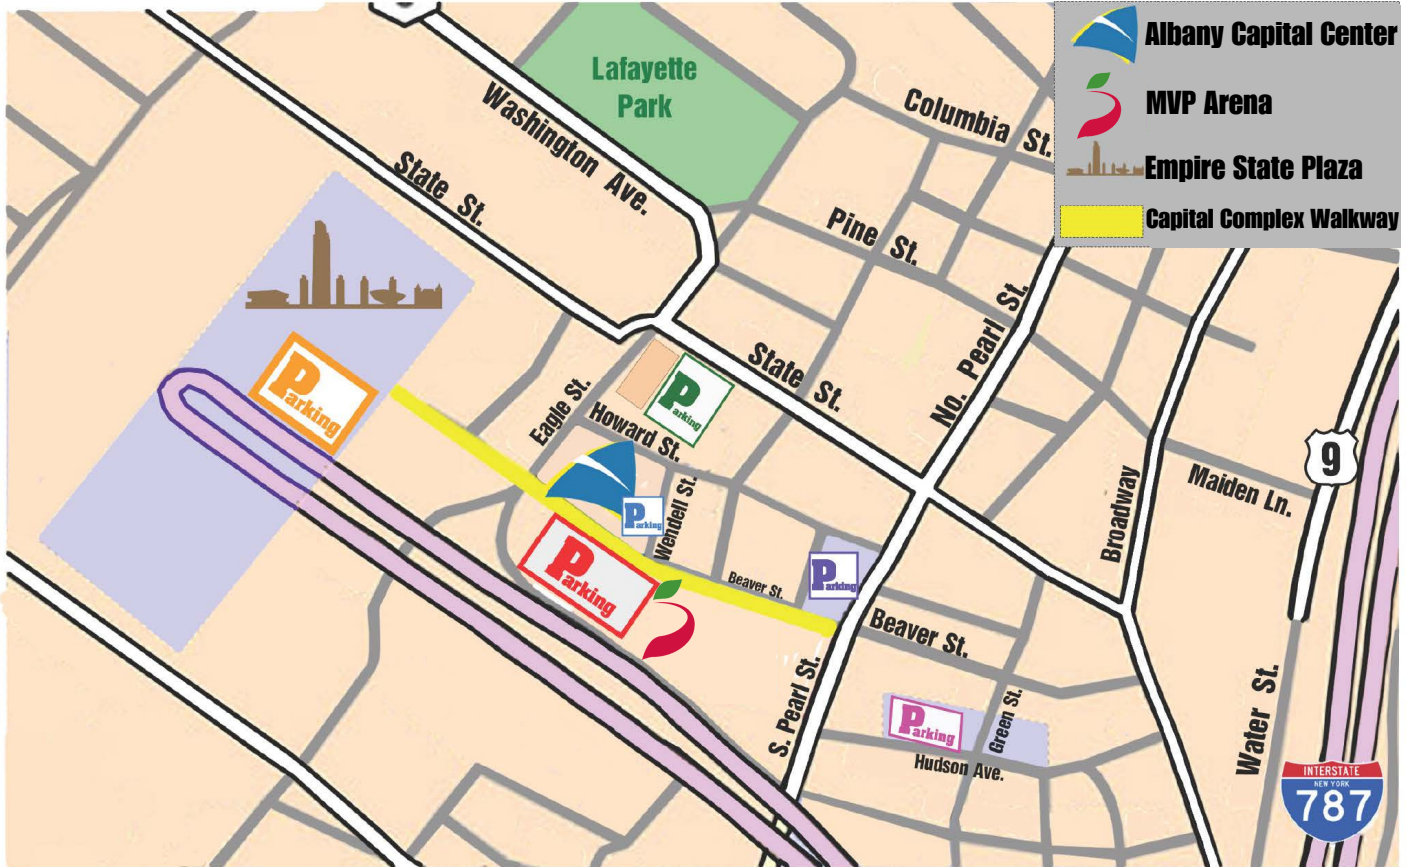 Albany Capital Center
MVP Arena
Empire State Plaza
Capital Complex Walkway
Lafayette
Park
Columbia St.
Washington Ave.
State St.
Pine St.
No. Pearl St.
State St.
Parking
Parking
Eagle St.
Howard St.
9
Maiden Ln.
Broadway
Wendell St.
Parking
Parking
Parking
Beaver St.
Beaver St.
S. Pearl St.
Green St.
Parking
Hudson Ave.
Water St.
INTERSTATE
NEW YORK
787